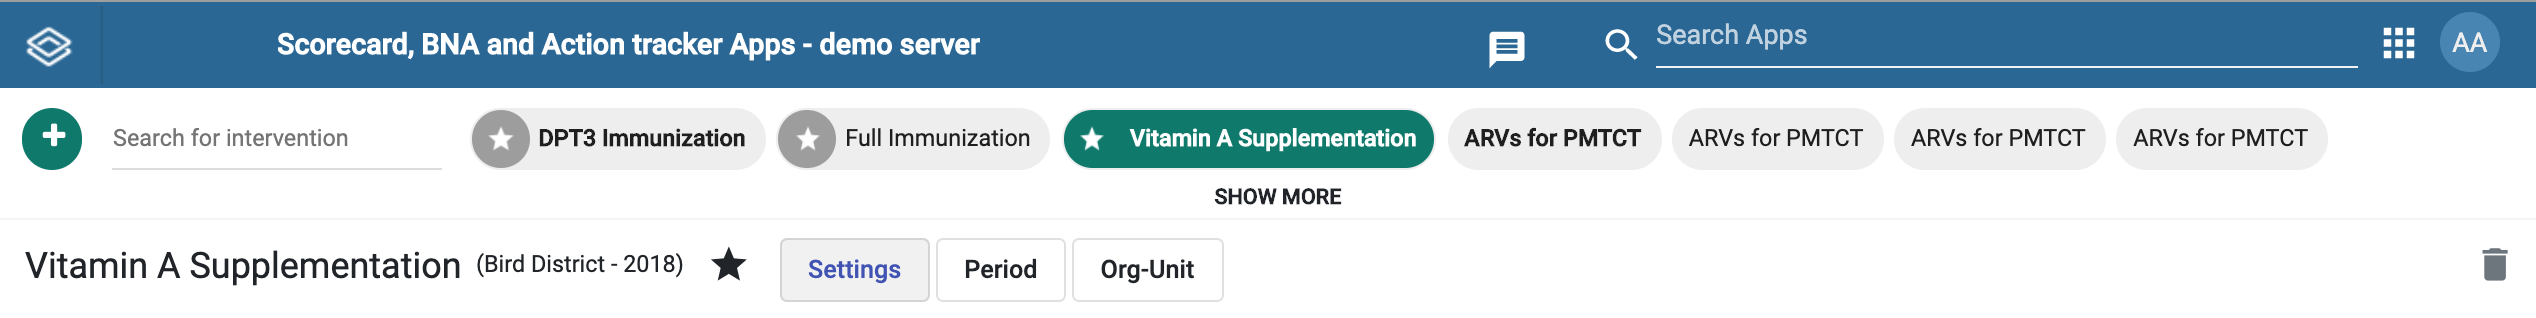 Scorecard, BNA and Action tracker Apps - demo server Search Apps AA
Search for intervention DPT3 Immunization Full Immunization Vitamin A Supplementation ARVs for PMTCT ARVs for PMTCT ARVs for PMTCT ARVs for PMTCT
SHOW MORE
Vitamin A Supplementation (Bird District - 2018) Settings Period Org-Unit